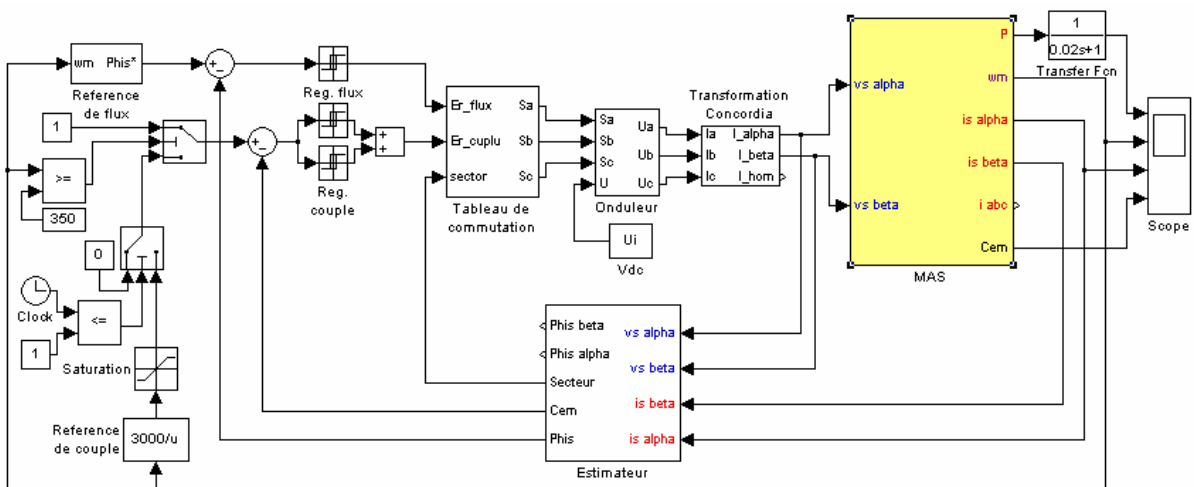 wm Phis*
Reference
de flux
+
−
Reg. flux
1
>=
350
+
−
+
+
Reg.
couple
0
Clock
<=
1
Saturation
Reference
de couple
3000/u
Er_flux
Er_cuplu
sector
Sa
Sb
Sc
Tableau de
commutation
Sa
Sb
Sc
U
Ua
Ub
Uc
Onduleur
Ui
Vdc
Transformation
Concordia
Ia
Ib
Ic
I_alpha
I_beta
I_hom
vs alpha
vs beta
P
wm
is alpha
is beta
i abc
Cem
MAS
1
0.02s+1
Transfer Fcn
Scope
Phis beta
Phis alpha
Secteur
Cem
Phis
vs alpha
vs beta
is beta
is alpha
Estimateur